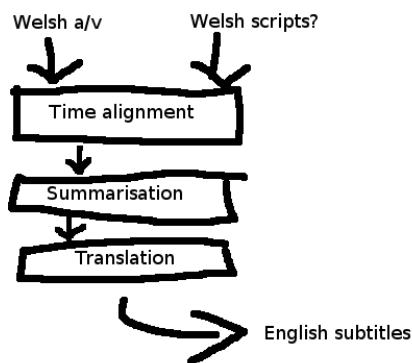 Welsh a/v
Welsh scripts?
Time alignment
Summarisation
Translation
English subtitles